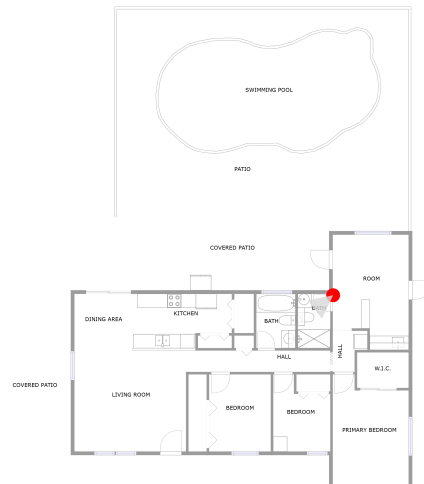 SWIMMING POOL
PATIO
COVERED PATIO
ROOM
KITCHEN
DINING AREA
BATH
HALL
HALL
W.I.C.
COVERED PATIO
LIVING ROOM
BEDROOM
BEDROOM
PRIMARY BEDROOM